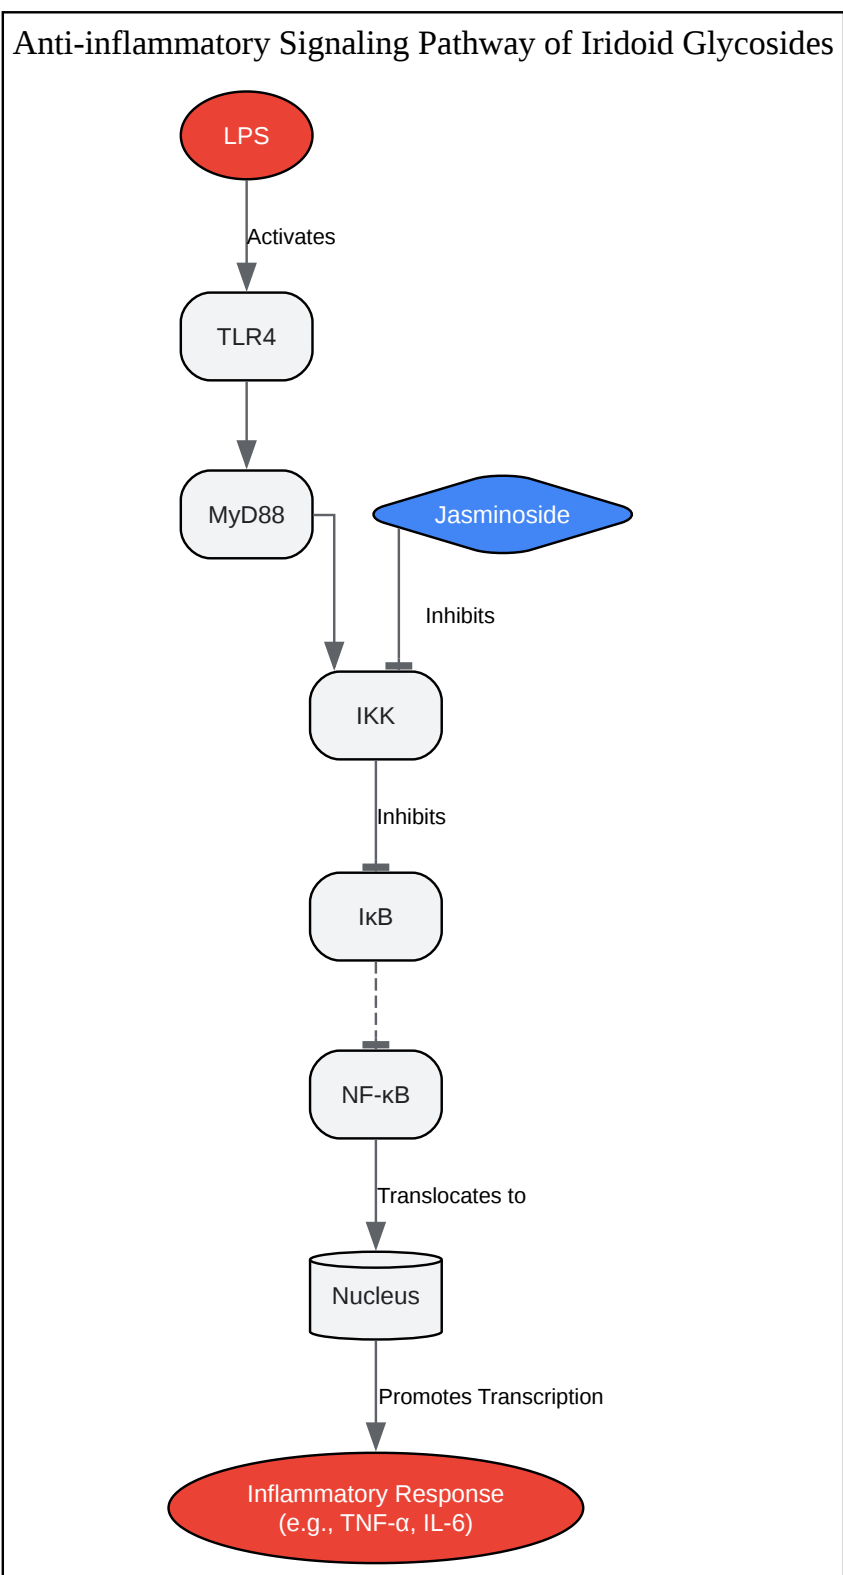 Anti-inflammatory Signaling Pathway of Iridoid Glycosides
LPS
Activates
TLR4
MyD88
Jasminoside
Inhibits
IKK
Inhibits
IκB
NF-κB
Translocates to
Nucleus
Promotes Transcription
Inflammatory Response
(e.g., TNF-α, IL-6)